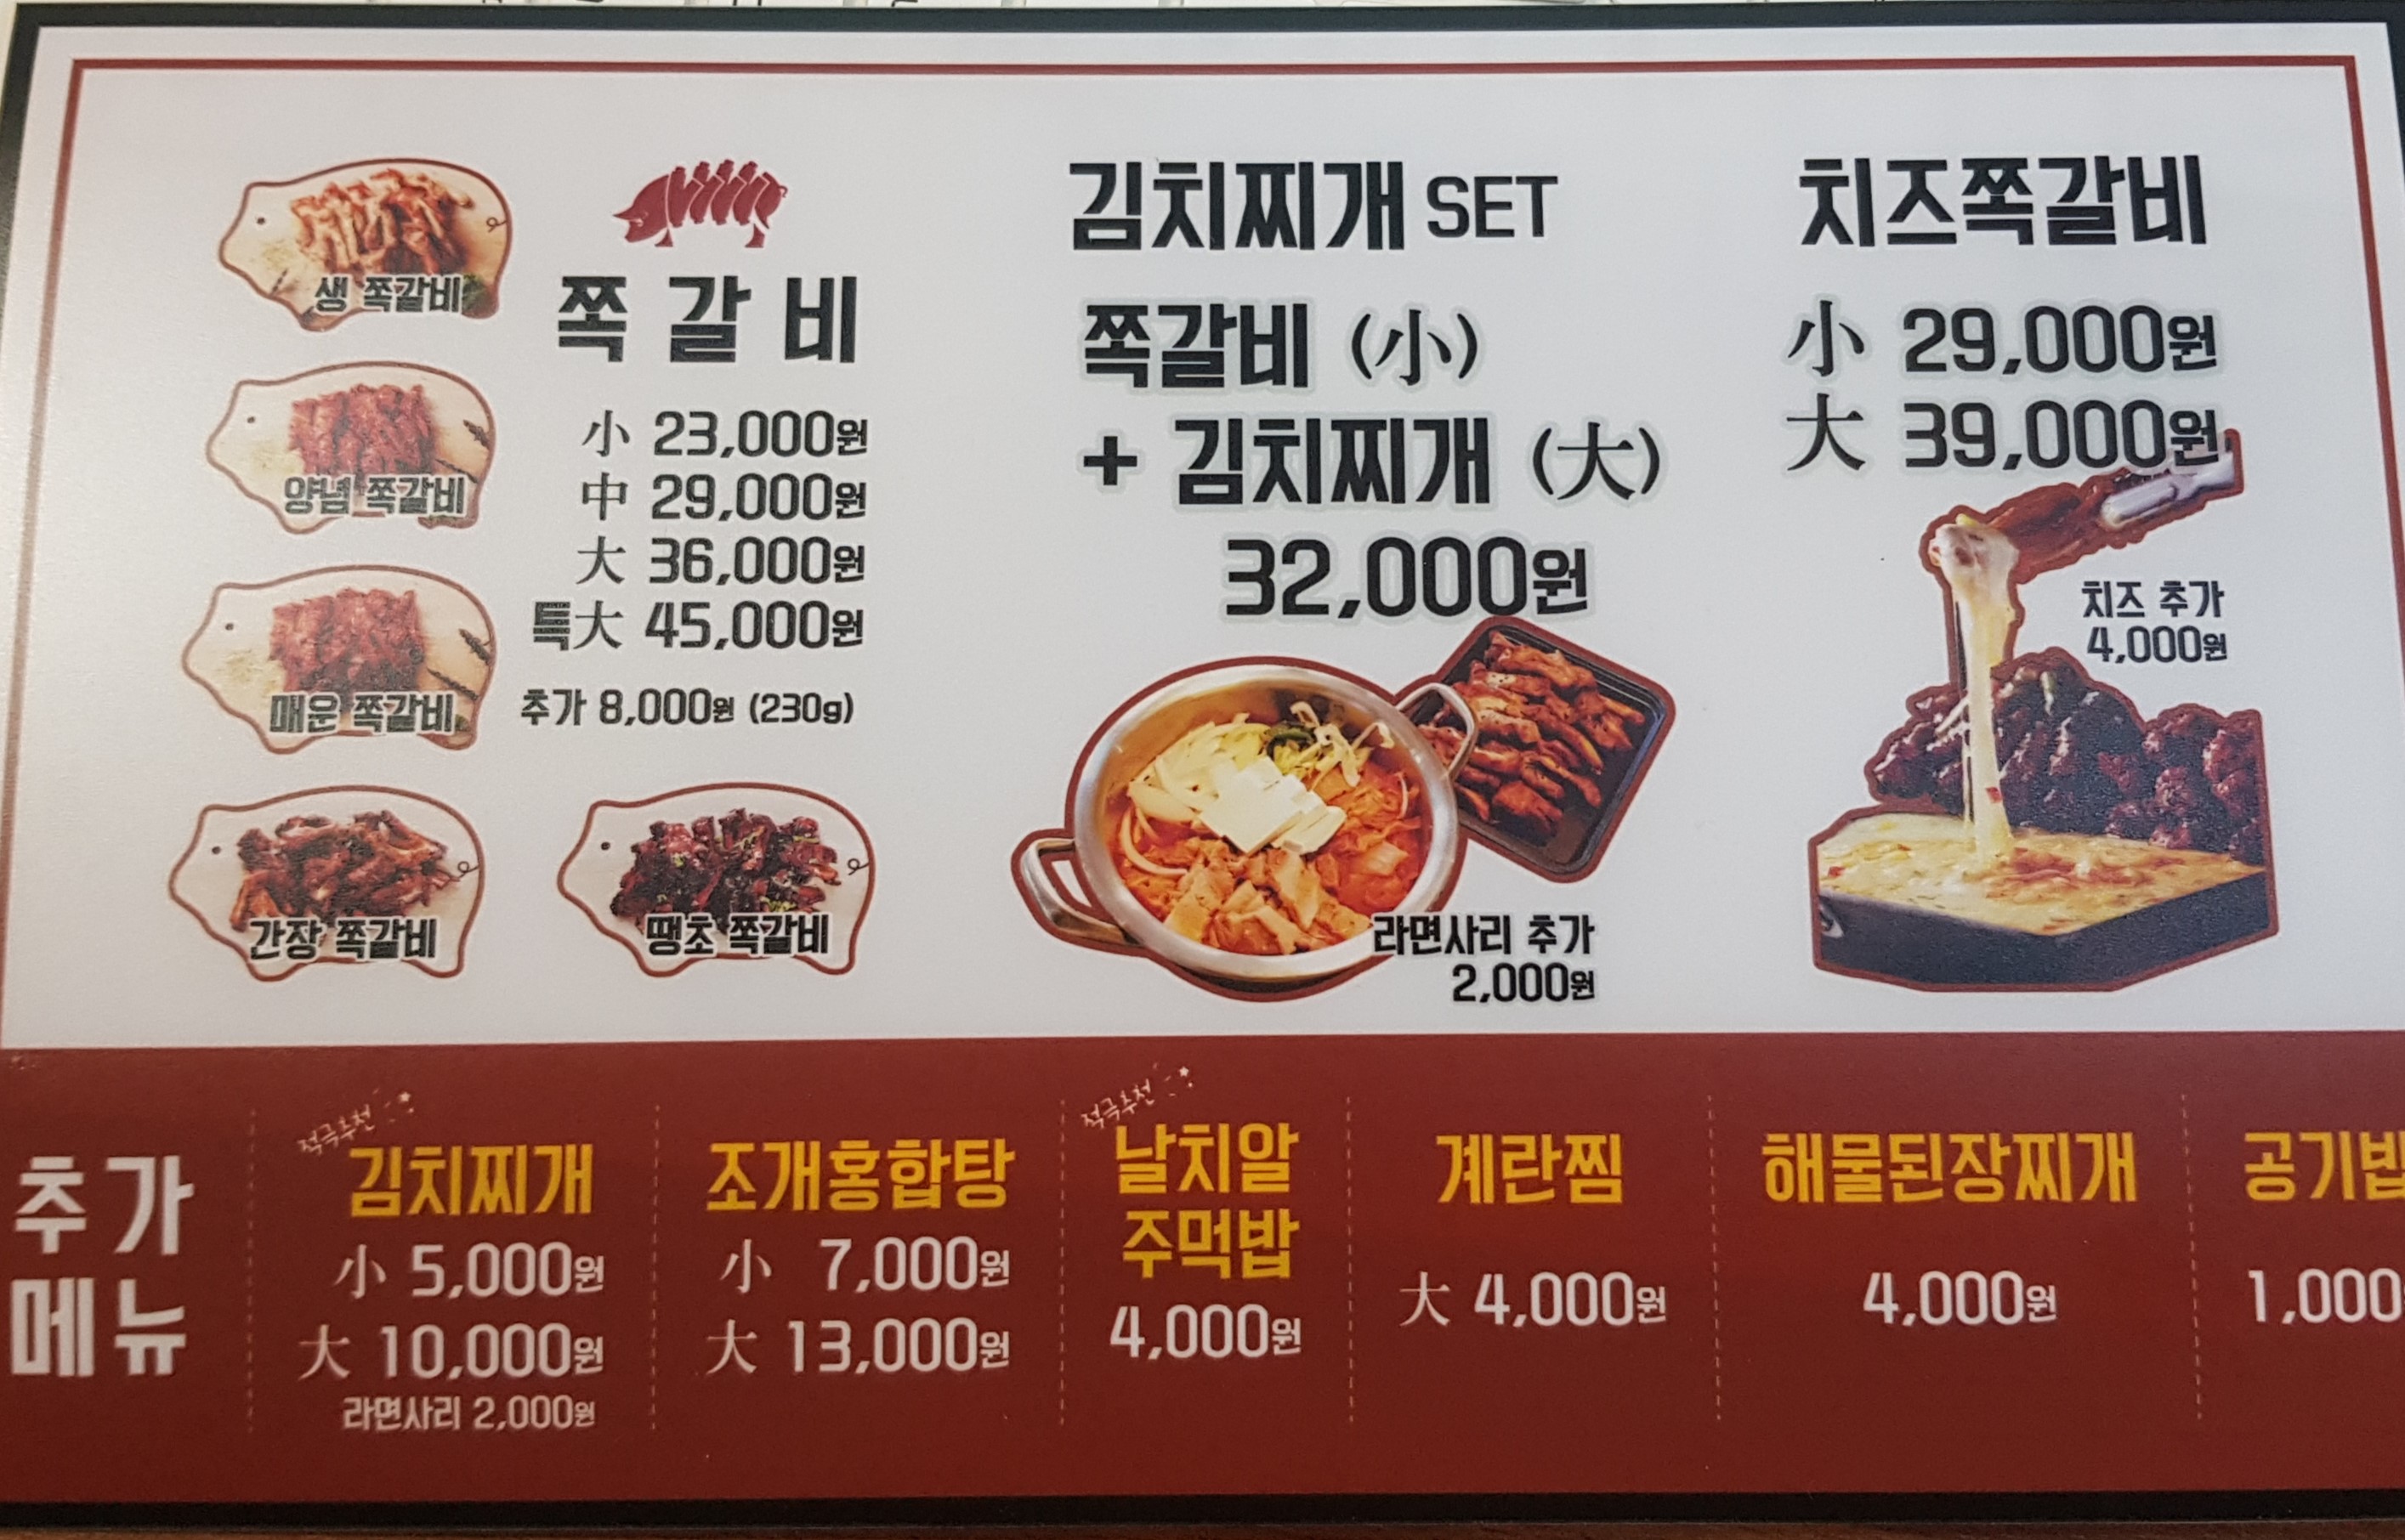 생 쪽갈비
양념 쪽갈비
매운 쪽갈비
간장 쪽갈비
땡초 쪽갈비
쪽갈비
小 23,000원
中 29,000원
大 36,000원
특大 45,000원
추가 8,000원 (230g)
김치찌개 SET
쪽갈비 (小)
+ 김치찌개 (大)
32,000원
라면사리 추가
2,000원
치즈쪽갈비
小 29,000원
大 39,000원
치즈 추가
4,000원
추가
메뉴
적극추천
김치찌개
小 5,000원
大 10,000원
라면사리 2,000원
조개홍합탕
小 7,000원
大 13,000원
적극추천
날치알
주먹밥
4,000원
계란찜
大 4,000원
해물된장찌개
4,000원
공기밥
1,000